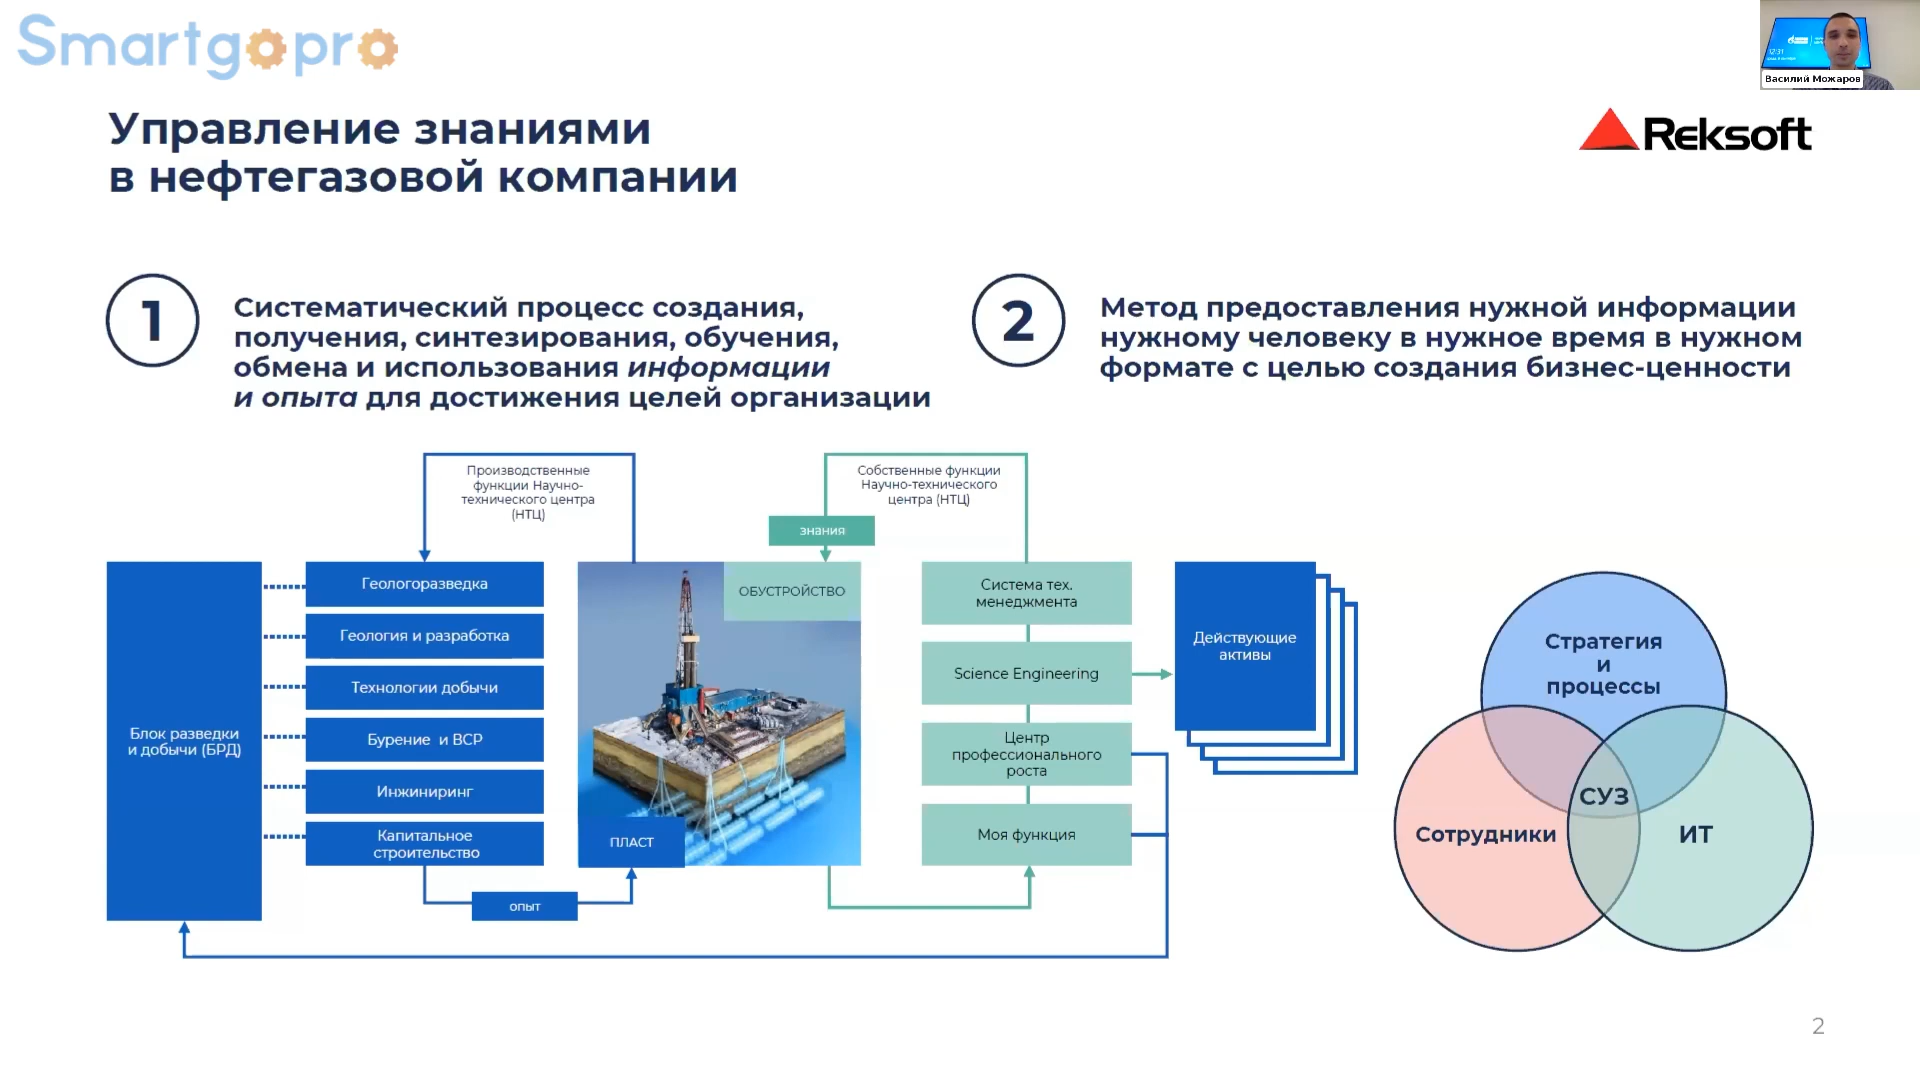 Smartgopro
12:31
Василий Можаров
Управление знаниями
в нефтегазовой компании
Reksoft
1
Систематический процесс создания,
получения, синтезирования, обучения,
обмена и использования информации
и опыта для достижения целей организации
2
Метод предоставления нужной информации
нужному человеку в нужное время в нужном
формате с целью создания бизнес-ценности
Производственные
функции Научно-
технического центра
(НТЦ)
Собственные функции
Научно-технического
центра (НТЦ)
знания
Блок разведки
и добычи (БРД)
Геологоразведка
Геология и разработка
Технологии добычи
Бурение и ВСР
Инжиниринг
Капитальное
строительство
опыт
ОБУСТРОЙСТВО
ПЛАСТ
Система тех.
менеджмента
Science Engineering
Центр
профессионального
роста
Моя функция
Действующие
активы
Стратегия
и
процессы
СУЗ
Сотрудники
ИТ
2